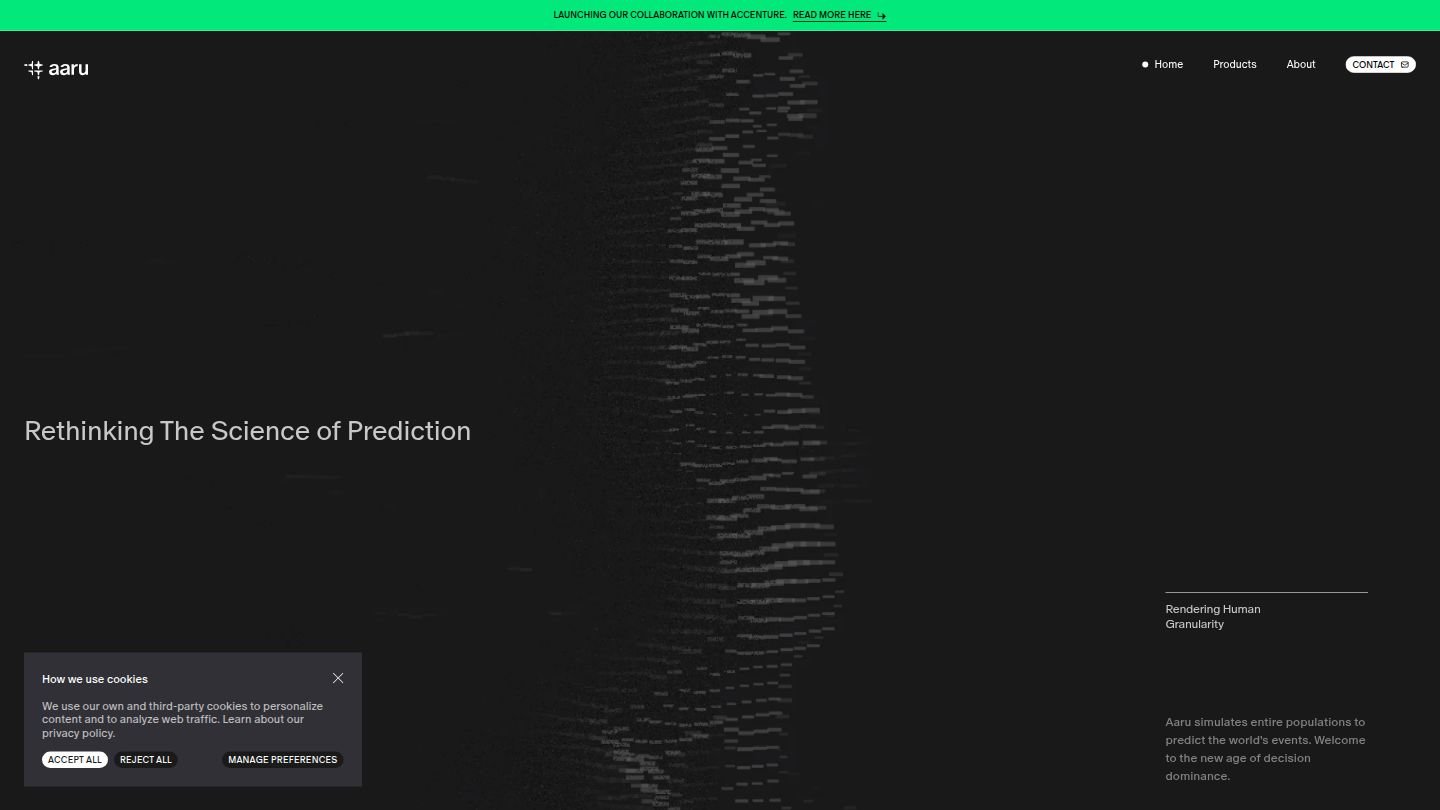 LAUNCHING OUR COLLABORATION WITH ACCENTURE. READ MORE HERE
aaru
Home
Products
About
CONTACT
Rethinking The Science of Prediction
Rendering Human
Granularity
How we use cookies
We use our own and third-party cookies to personalize
content and to analyze web traffic. Learn about our
privacy policy.
ACCEPT ALL
REJECT ALL
MANAGE PREFERENCES
Aaru simulates entire populations to
predict the world's events. Welcome
to the new age of decision
dominance.